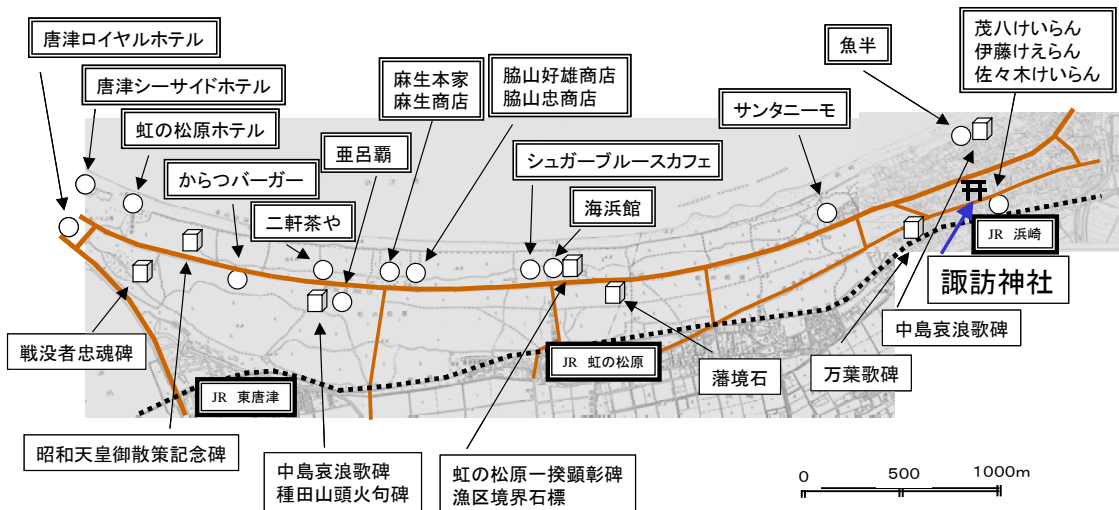 唐津ロイヤルホテル
唐津シーサイドホテル
虹の松原ホテル
からつバーガー
二軒茶や
亜呂覇
麻生本家
麻生商店
脇山好雄商店
脇山忠商店
シュガーブルースカフェ
海浜館
サンタニーモ
魚半
茂八けいらん
伊藤けえらん
佐々木けいらん
JR 浜崎
諏訪神社
中島哀浪歌碑
万葉歌碑
藩境石
JR 虹の松原
JR 東唐津
戦没者忠魂碑
昭和天皇御散策記念碑
中島哀浪歌碑
種田山頭火句碑
虹の松原一揆顕彰碑
漁区境界石標
0 500 1000m